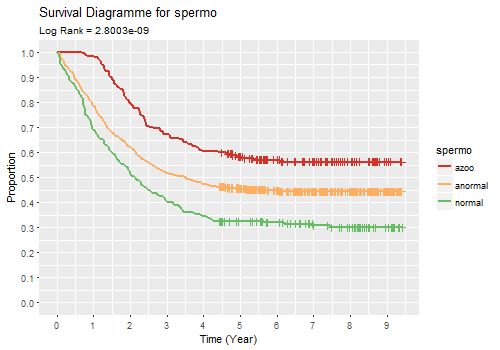 Survival Diagramme for spermo
Log Rank = 2.8003e-09
1.0
0.9
0.8
0.7
0.6
0.5
0.4
0.3
0.2
0.1
0.0
Proportion
0 1 2 3 4 5 6 7 8 9
Time (Year)
spermo
azoo
anormal
normal